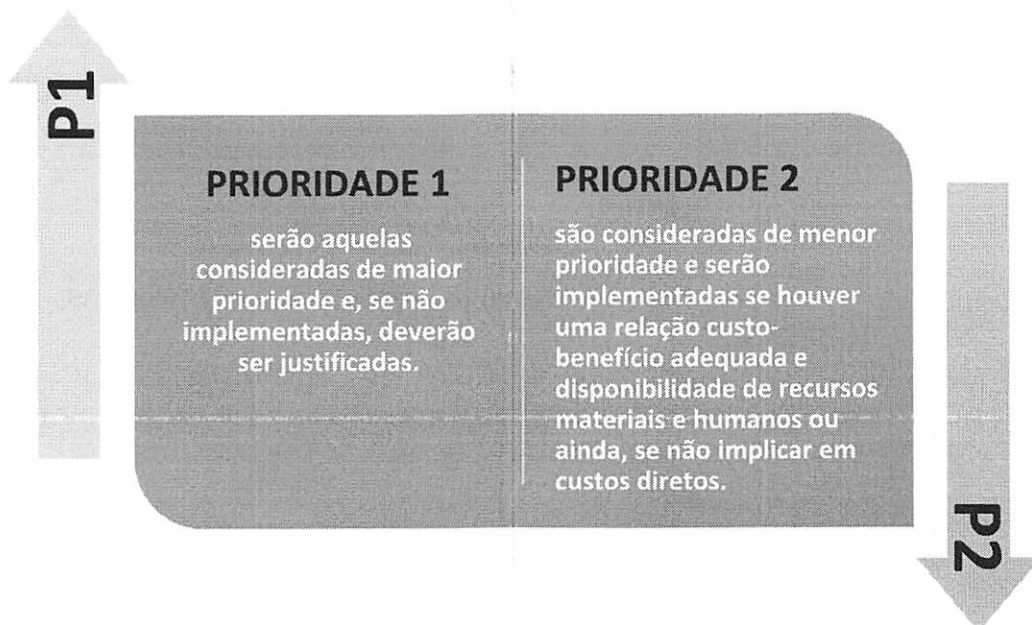 P1
PRIORIDADE 1
serão aquelas
consideradas de maior
prioridade e, se não
implementadas, deverão
ser justificadas.
PRIORIDADE 2
são consideradas de menor
prioridade e serão
implementadas se houver
uma relação custo-
benefício adequada e
disponibilidade de recursos
materiais e humanos ou
ainda, se não implicar em
custos diretos.
P2